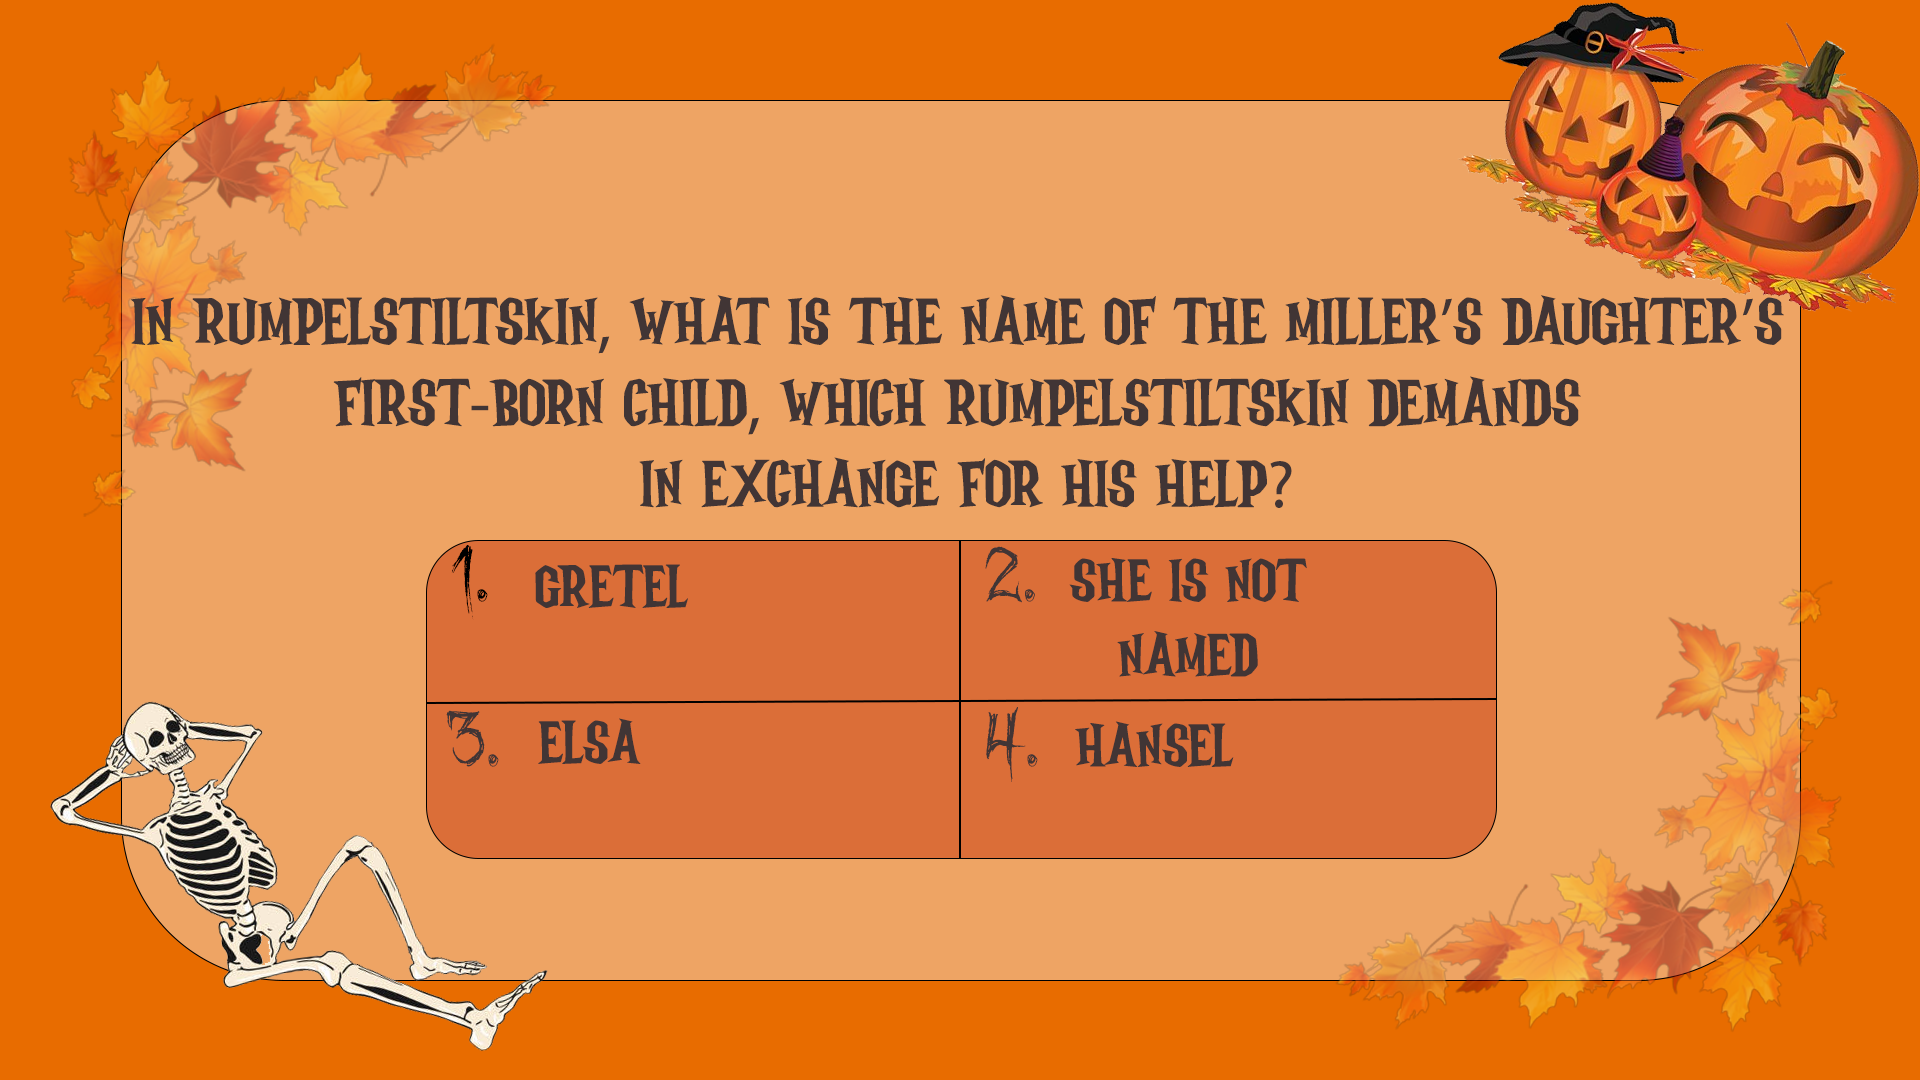 IN RUMPELSTILTSKIN, WHAT IS THE NAME OF THE MILLER'S DAUGHTER'S
FIRST-BORN CHILD, WHICH RUMPELSTILTSKIN DEMANDS
IN EXCHANGE FOR HIS HELP?
1. GRETEL
2. SHE IS NOT
NAMED
3. ELSA
4. HANSEL